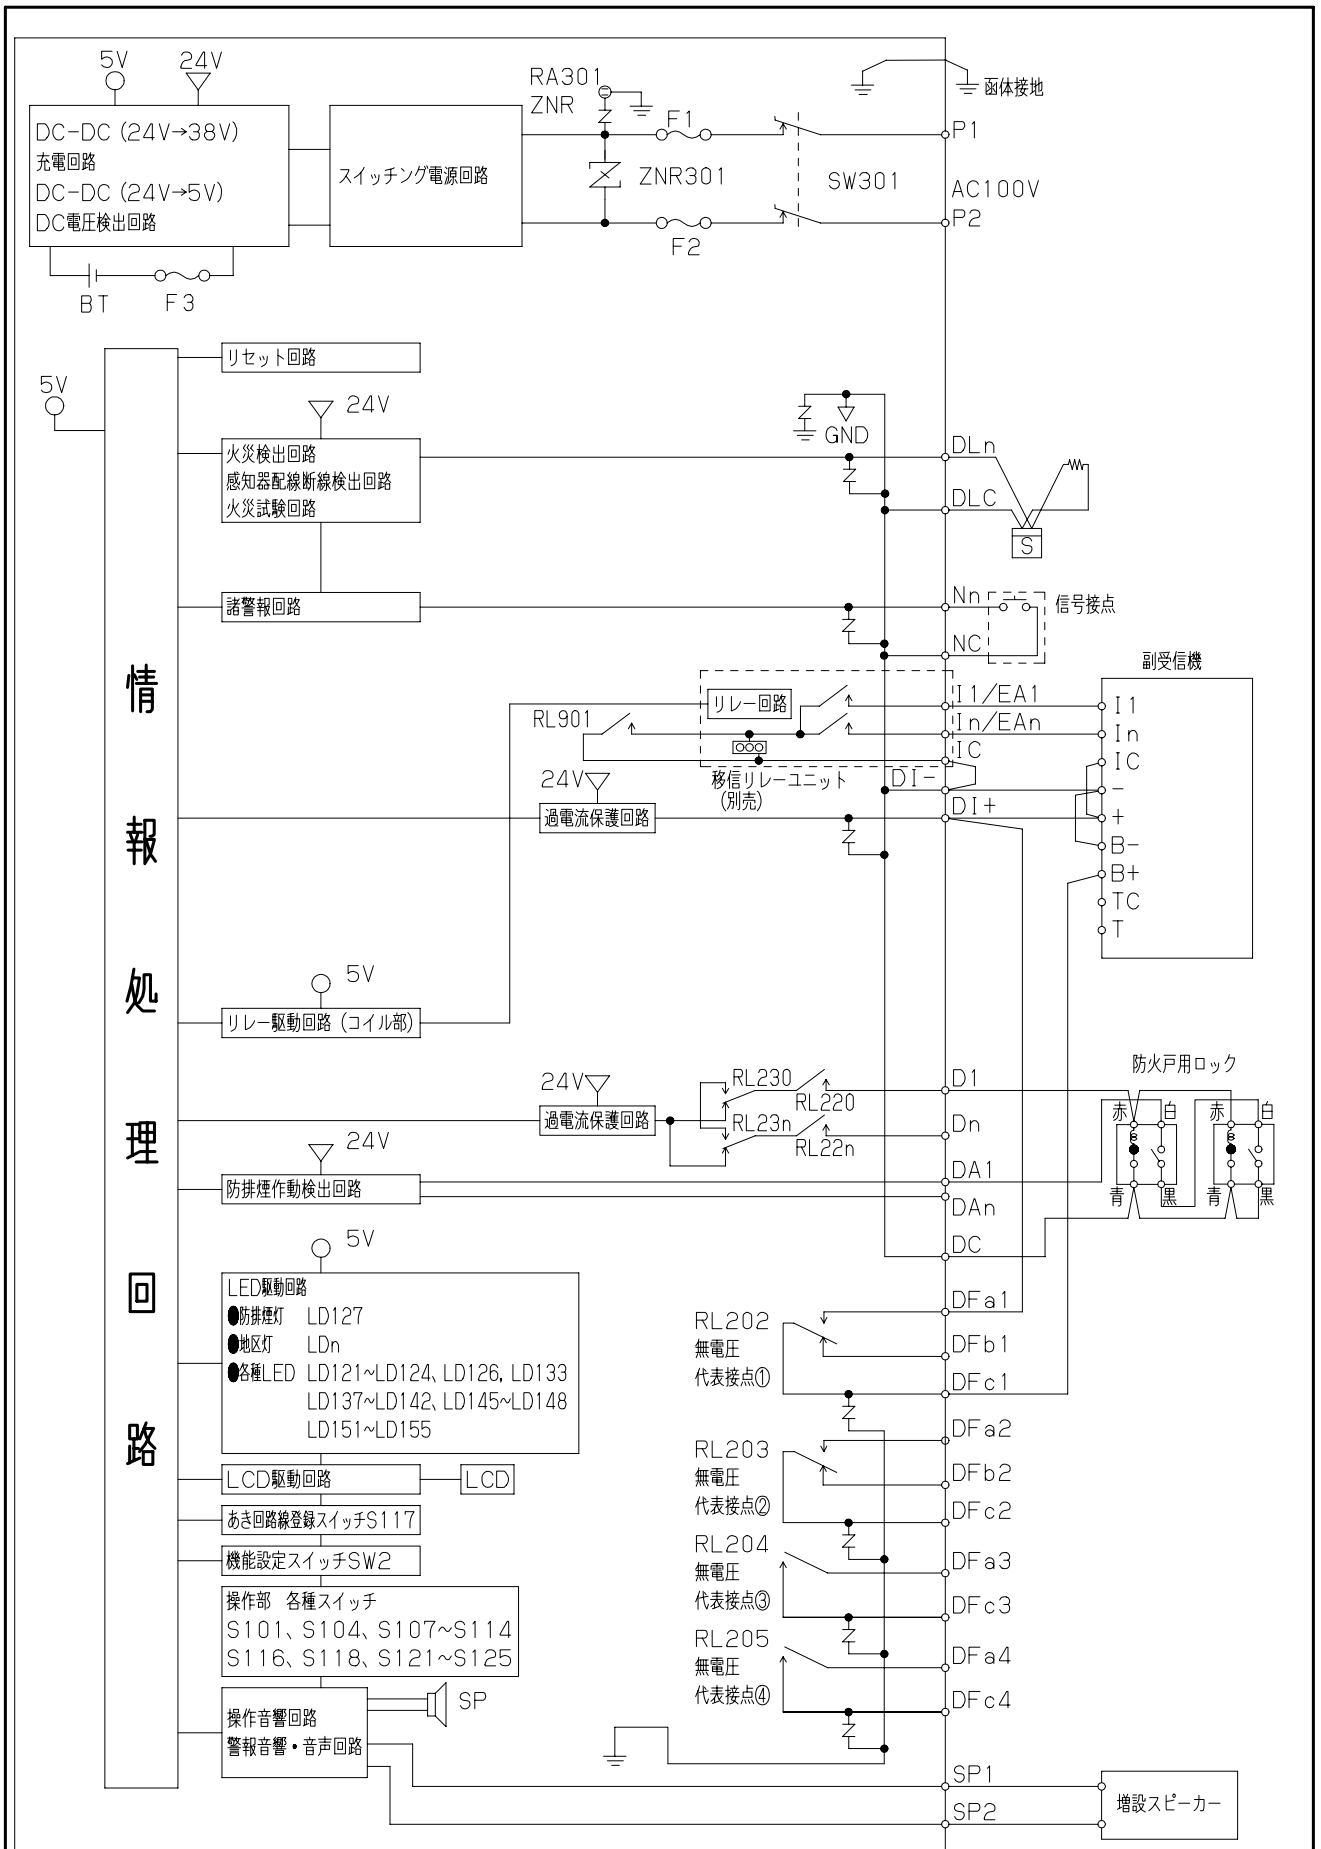 5V
24V
DC-DC (24V→38V)
充電回路
DC-DC (24V→5V)
DC電圧検出回路
BT
F3
スイッチング電源回路
RA301
ZNR
F1
ZNR301
F2
SW301
函体接地
P1
AC100V
P2
リセット回路
5V
24V
火災検出回路
感知器配線断線検出回路
火災試験回路
GND
DLn
DLC
S
諸警報回路
Nn
NC
信号接点
副受信機
リレー回路
RL901
移信リレーユニット
(別売)
I1/EA1
In/EAn
IC
DI-
DI+
24V
過電流保護回路
I1
In
IC
-
+
B-
B+
TC
T
5V
リレー駆動回路 (コイル部)
情報処理回路
24V
過電流保護回路
RL230
RL220
RL23n
RL22n
D1
Dn
防火戸用ロック
赤
白
赤
白
青
黒
青
黒
24V
防排煙作動検出回路
DA1
DAn
DC
5V
LED駆動回路
●防排煙灯 LD127
●地区灯 LDn
●各種LED LD121~LD124、LD126, LD133
LD137~LD142、LD145~LD148
LD151~LD155
RL202
無電圧
代表接点①
DFa1
DFb1
DFc1
LCD駆動回路
LCD
RL203
無電圧
代表接点②
DFa2
DFb2
DFc2
あき回路線登録スイッチS117
機能設定スイッチSW2
RL204
無電圧
代表接点③
DFa3
DFc3
操作部 各種スイッチ
S101、S104、S107~S114
S116、S118、S121~S125
RL205
無電圧
代表接点④
DFa4
DFc4
操作音響回路
警報音響・音声回路
SP
SP1
SP2
増設スピーカー